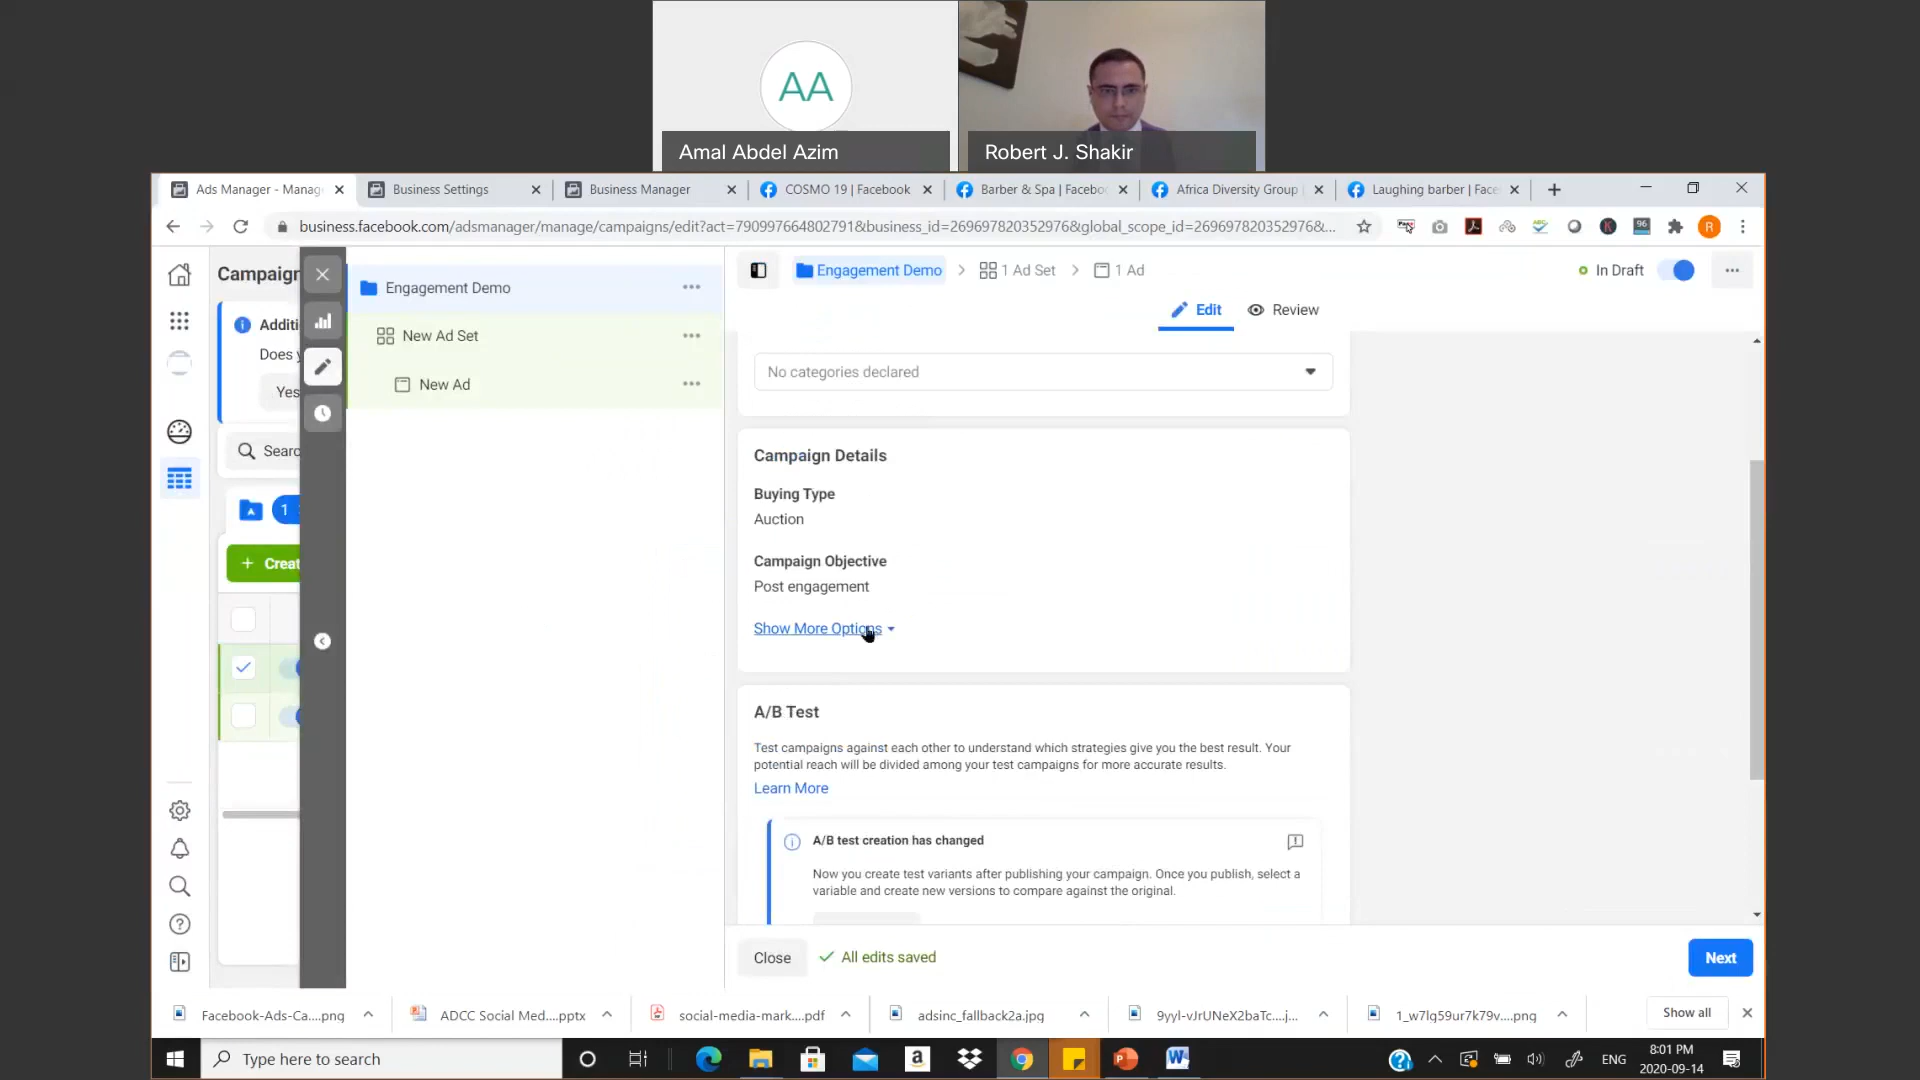 AA
Amal Abdel Azim
Robert J. Shakir
Ads Manager - Manag
Business Settings
Business Manager
COSMO 19 | Facebook
Barber & Spa | Facebo
Africa Diversity Group |
Laughing barber | Face
business.facebook.com/adsmanager/manage/campaigns/edit?act=790997664802791&business_id=269697820352976&global_scope_id=269697820352976&...
96
R
Campaign
Additi
Does y
Yes
Searc
1
+ Creat
Engagement Demo
New Ad Set
New Ad
Engagement Demo
1 Ad Set
1 Ad
In Draft
Edit
Review
No categories declared
Campaign Details
Buying Type
Auction
Campaign Objective
Post engagement
Show More Options
A/B Test
Test campaigns against each other to understand which strategies give you the best result. Your
potential reach will be divided among your test campaigns for more accurate results.
Learn More
A/B test creation has changed
Now you create test variants after publishing your campaign. Once you publish, select a
variable and create new versions to compare against the original.
Close
All edits saved
Next
Facebook-Ads-Ca....png
ADCC Social Med....pptx
social-media-mark....pdf
adsinc_fallback2a.jpg
9yyl-vJrUNeX2baTc....j...
1_w7lg59ur7k79v....png
Show all
Type here to search
ENG
8:01 PM
2020-09-14